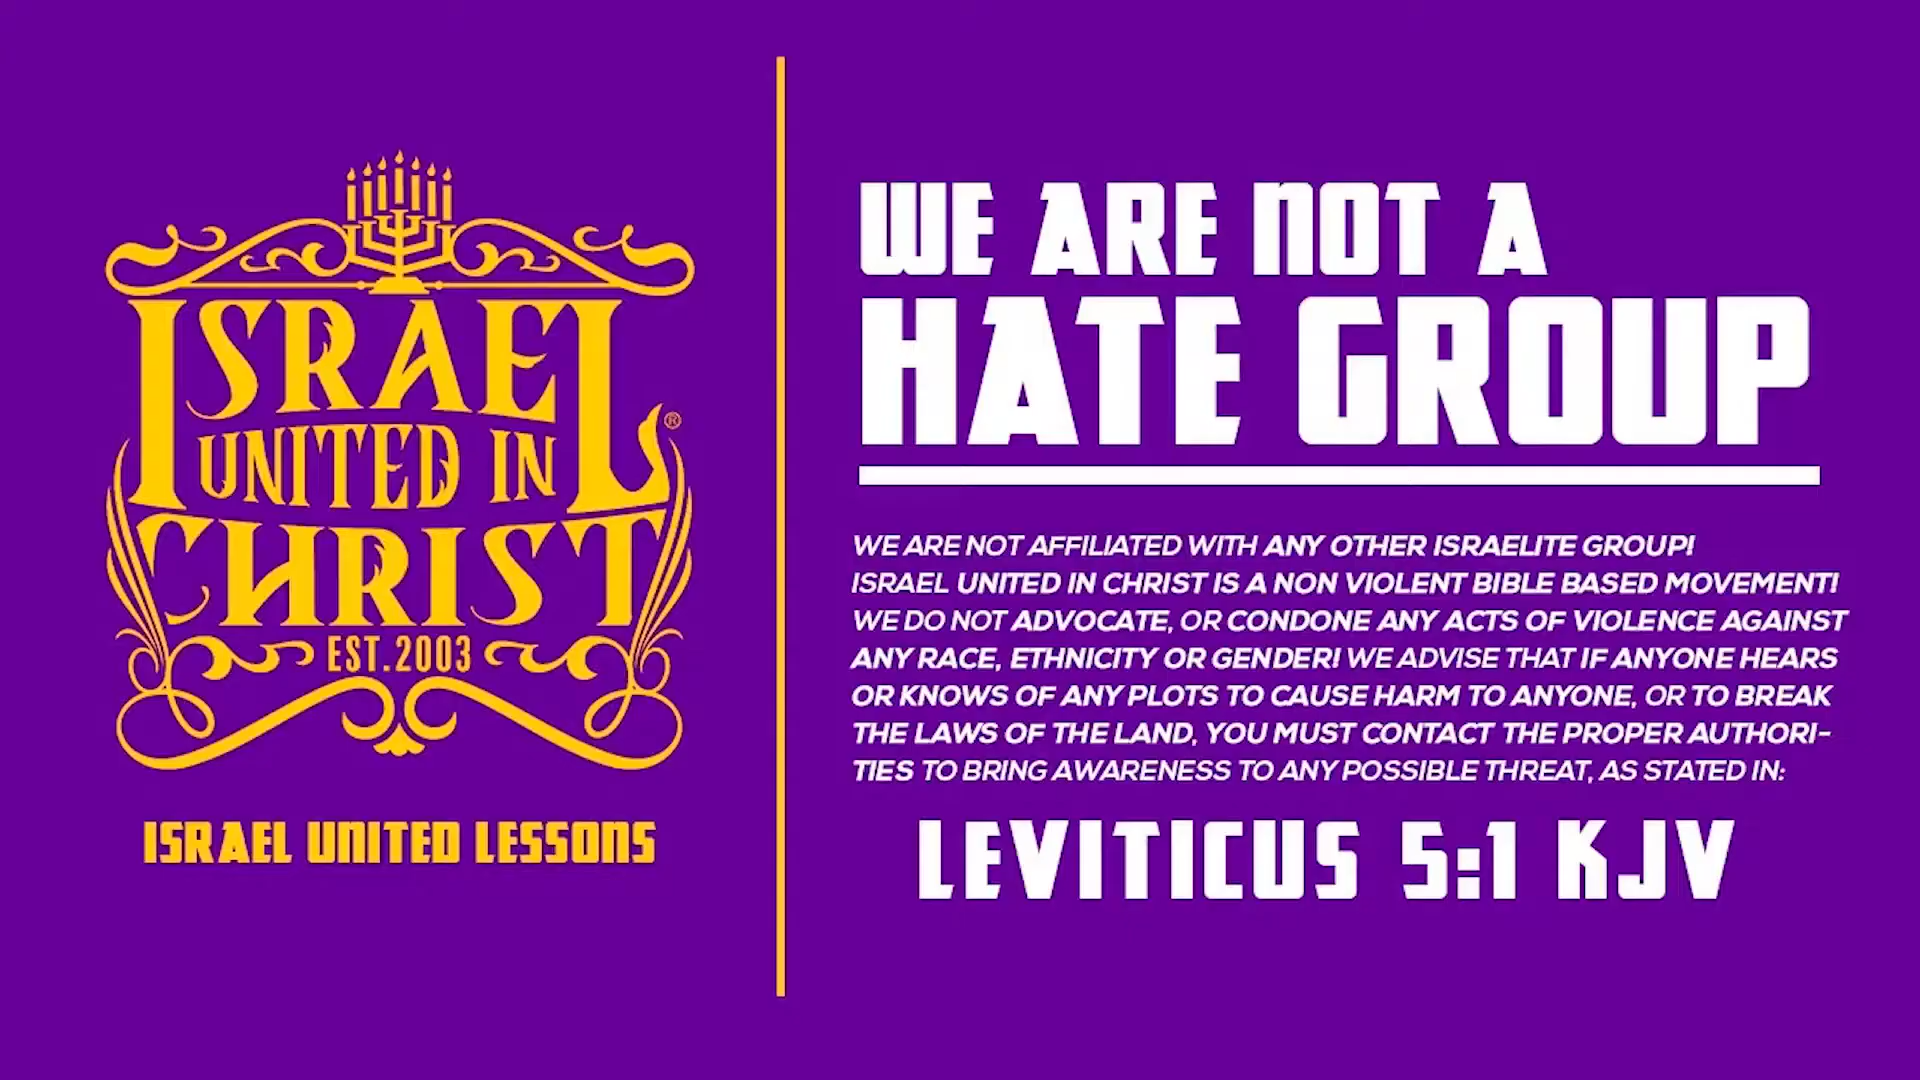 ISRAEL
UNITED IN
CHRIST
®
EST.2003
ISRAEL UNITED LESSONS
WE ARE NOT A
HATE GROUP
WE ARE NOT AFFILIATED WITH ANY OTHER ISRAELITE GROUP!
ISRAEL UNITED IN CHRIST IS A NON VIOLENT BIBLE BASED MOVEMENT!
WE DO NOT ADVOCATE, OR CONDONE ANY ACTS OF VIOLENCE AGAINST
ANY RACE, ETHNICITY OR GENDER! WE ADVISE THAT IF ANYONE HEARS
OR KNOWS OF ANY PLOTS TO CAUSE HARM TO ANYONE, OR TO BREAK
THE LAWS OF THE LAND, YOU MUST CONTACT THE PROPER AUTHORI-
TIES TO BRING AWARENESS TO ANY POSSIBLE THREAT, AS STATED IN:
LEVITICUS 5:1 KJV